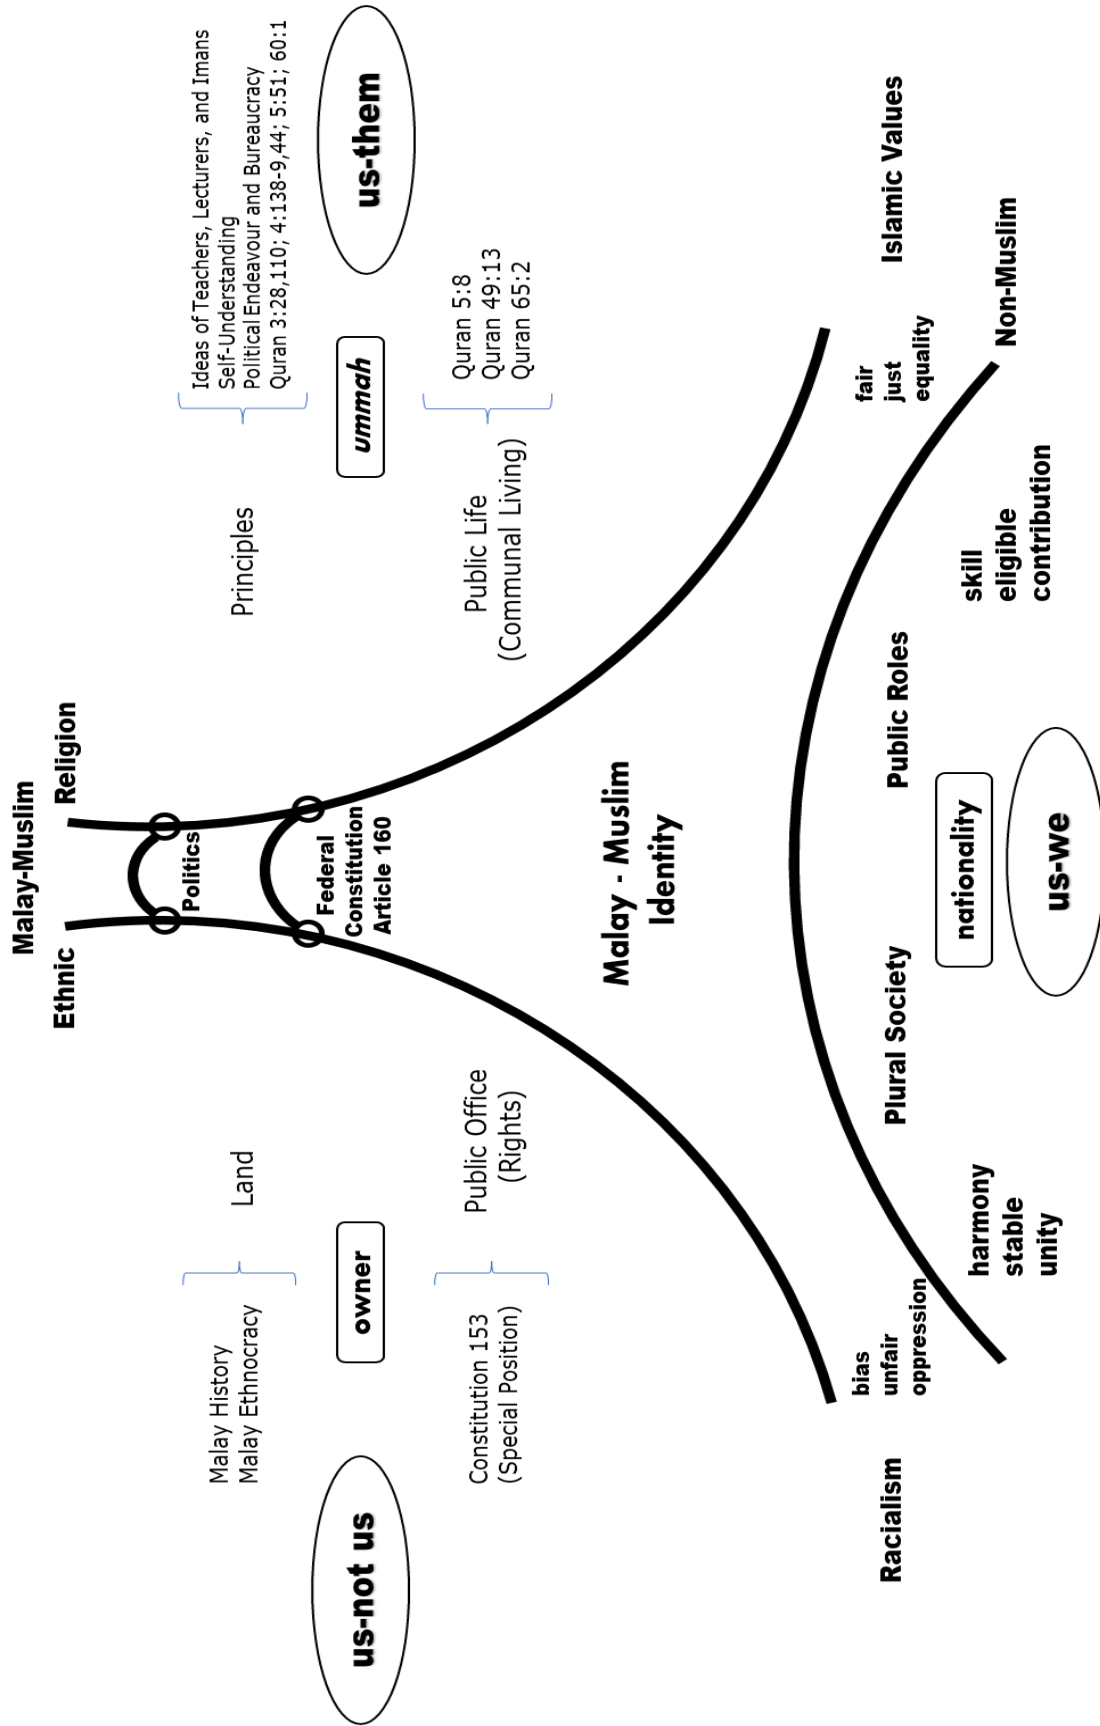 Malay-Muslim
Ethnic
Religion
Politics
Federal
Constitution
Article 160
Malay History
Malay Ethnocracy
Land
owner
us-not us
Constitution 153
(Special Position)
Public Office
(Rights)
Principles
Ideas of Teachers, Lecturers, and Imans
Self-Understanding
Political Endeavour and Bureaucracy
Quran 3:28,110; 4:138-9,44; 5:51; 60:1
ummah
us-them
Public Life
(Communal Living)
Quran 5:8
Quran 49:13
Quran 65:2
Malay - Muslim
Identity
Racialism
bias
unfair
oppression
Plural Society
Public Roles
fair
just
equality
Islamic Values
Non-Muslim
harmony
stable
unity
nationality
skill
eligible
contribution
us-we